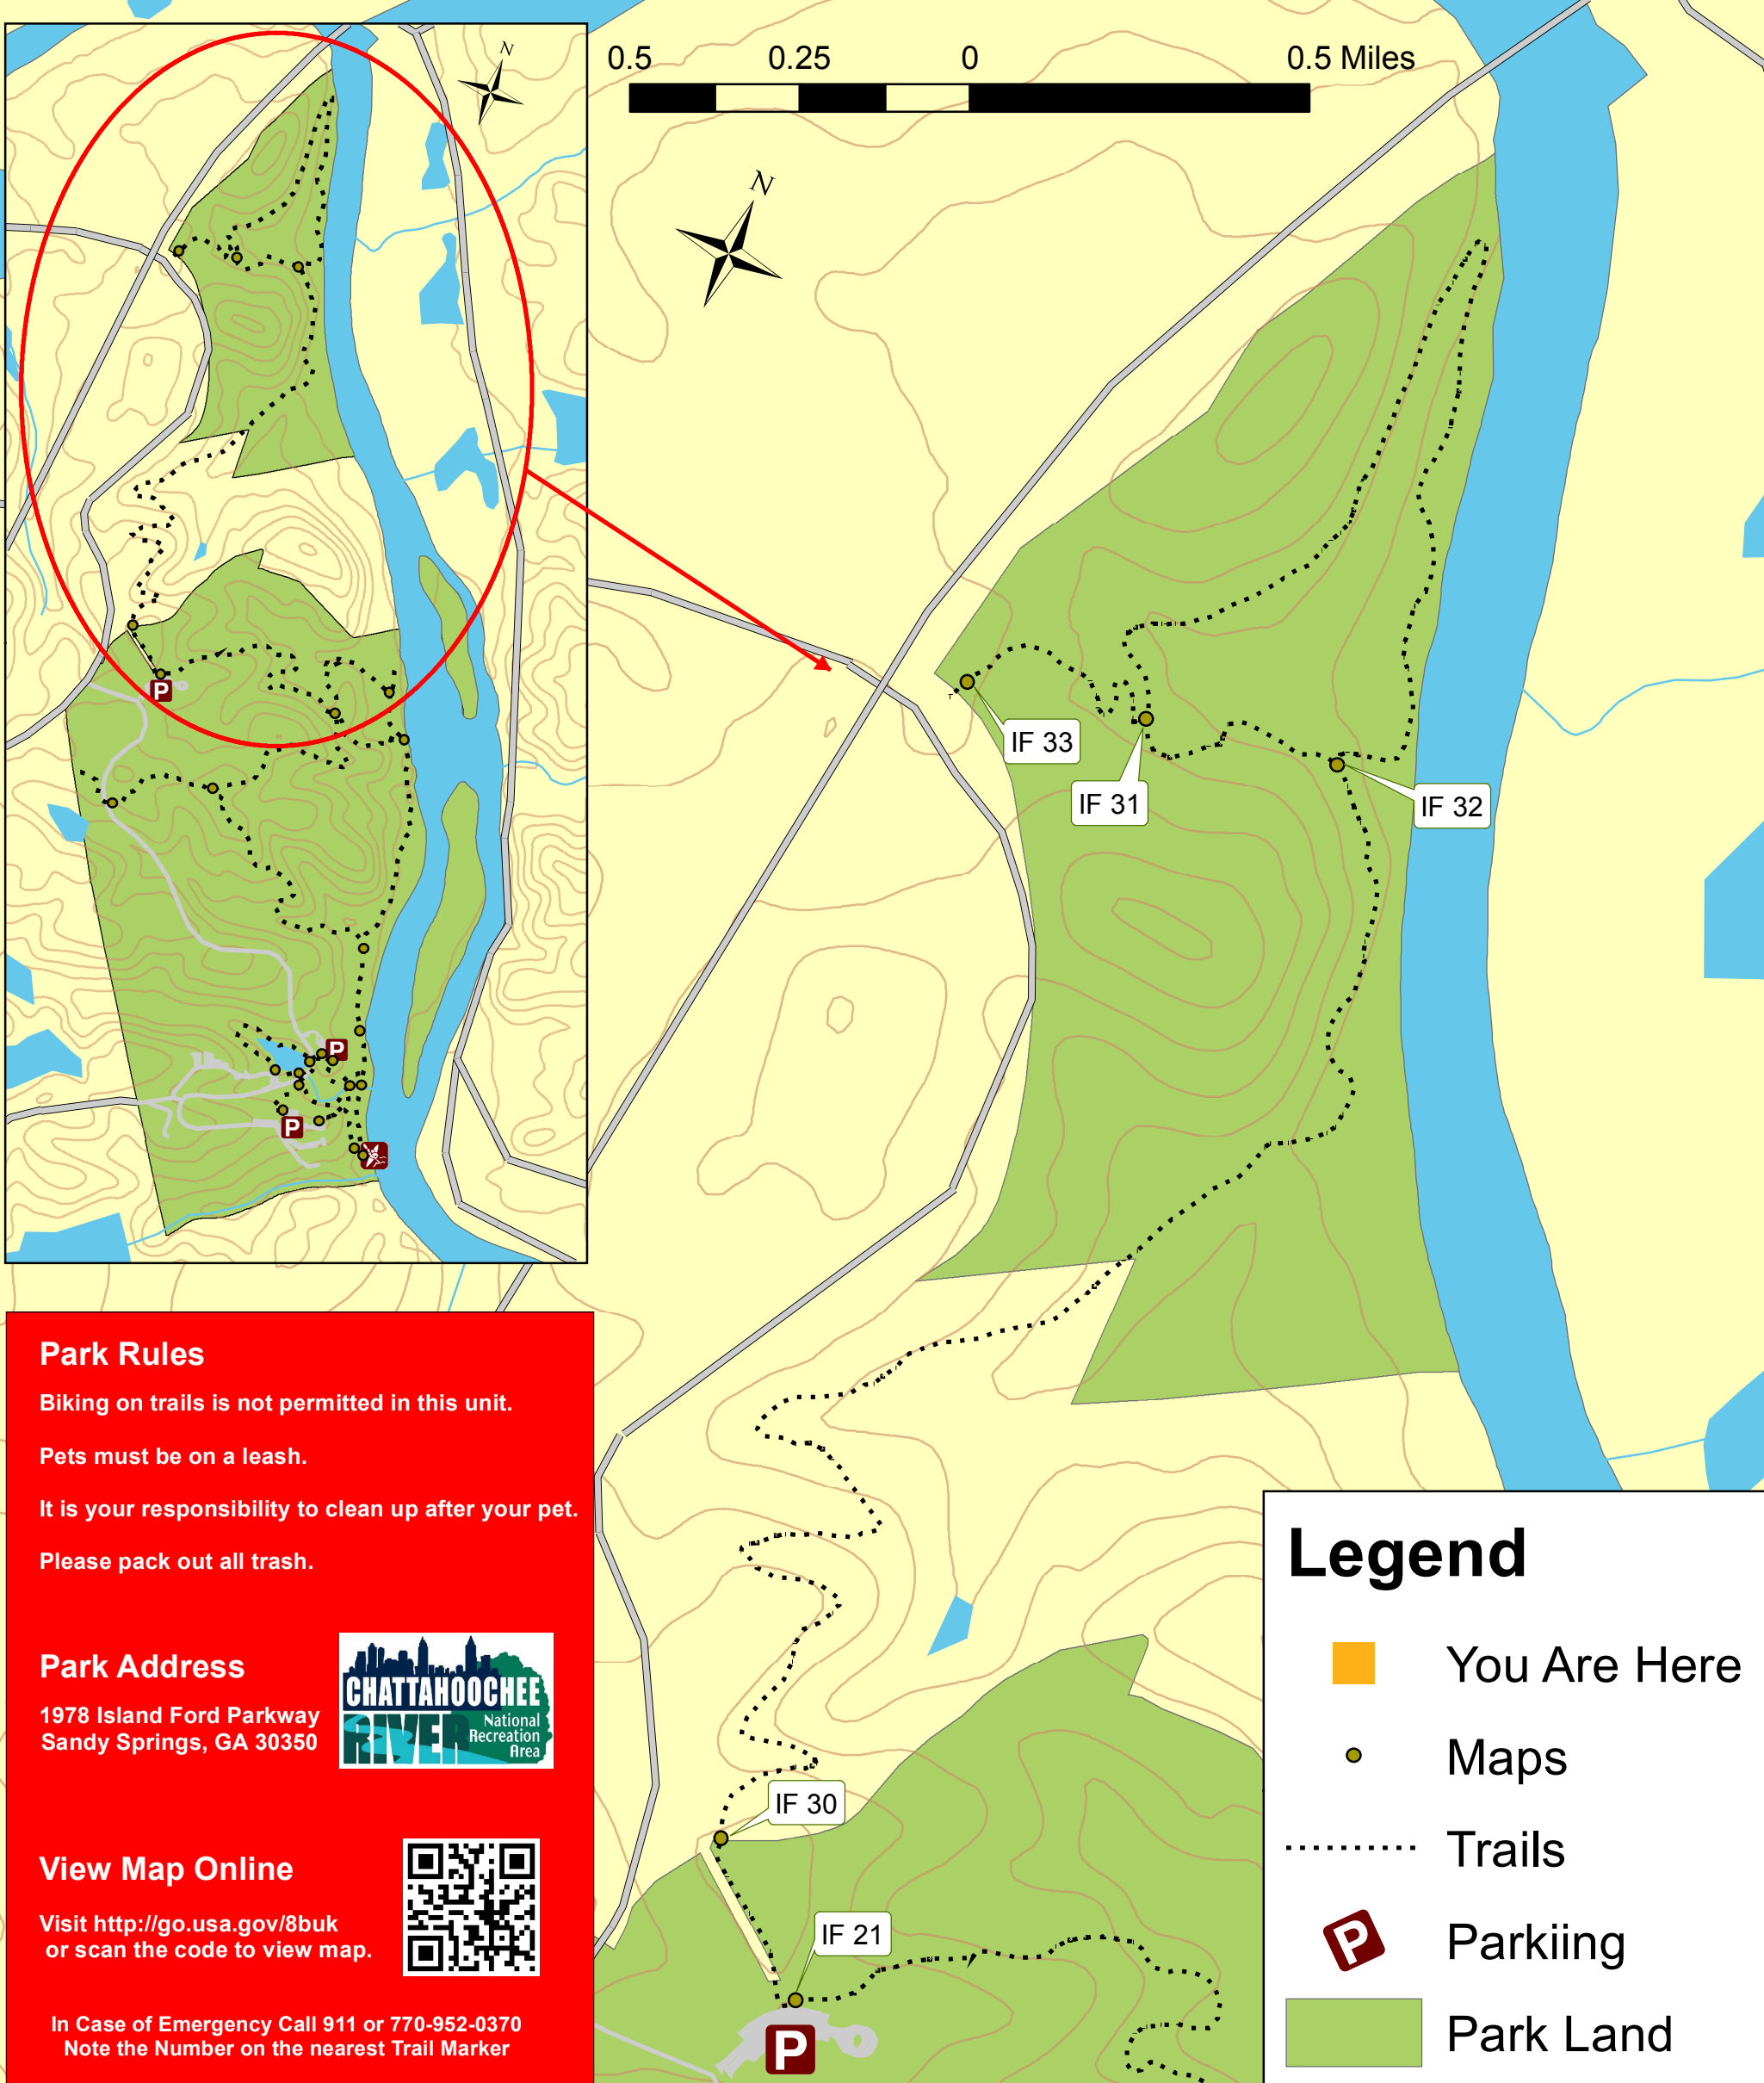 N
0.5 0.25 0 0.5 Miles
N
IF 33
IF 31
IF 32
P
P
P
Park Rules
Biking on trails is not permitted in this unit.
Pets must be on a leash.
It is your responsibility to clean up after your pet.
Please pack out all trash.
Park Address
1978 Island Ford Parkway
Sandy Springs, GA 30350
CHATTAHOOCHEE
RIVER
National
Recreation
Area
View Map Online
Visit http://go.usa.gov/8buk
or scan the code to view map.
In Case of Emergency Call 911 or 770-952-0370
Note the Number on the nearest Trail Marker
IF 30
IF 21
P
Legend
You Are Here
Maps
Trails
P Parkiing
Park Land